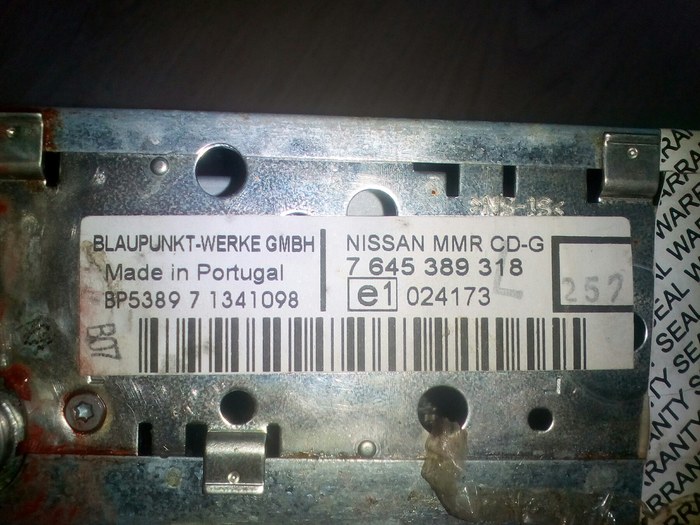 BLAUPUNKT-WERKE GMBH
Made in Portugal
BP5389 7 1341098
NISSAN MMR CD-G
7 645 389 318
e1 024173
257
B07
WARRANTY SEAL